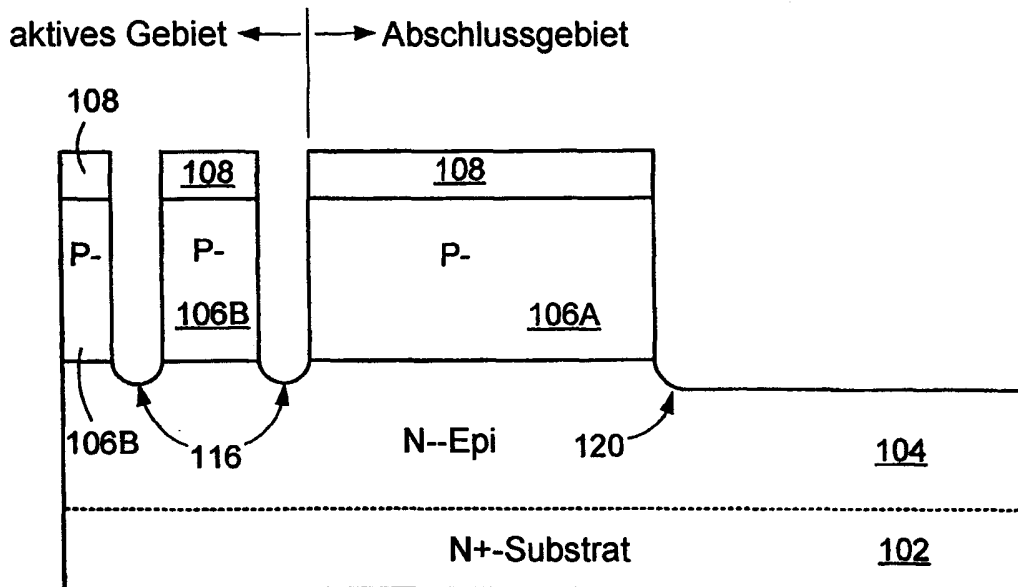 aktives Gebiet Abschlussgebiet
108
108 108
P- P- P-
106B 106A
106B 116 N--Epi 120 104
N+-Substrat 102